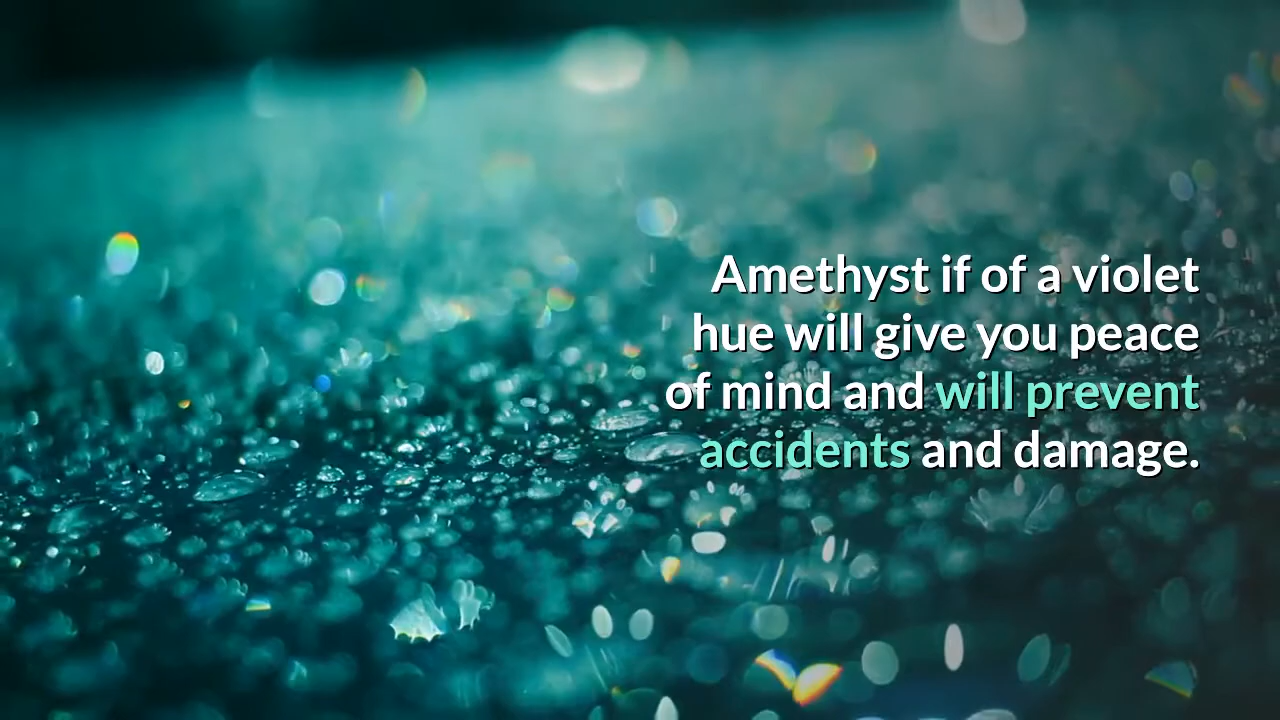 Amethyst if of a violet
hue will give you peace
of mind and will prevent
accidents and damage.